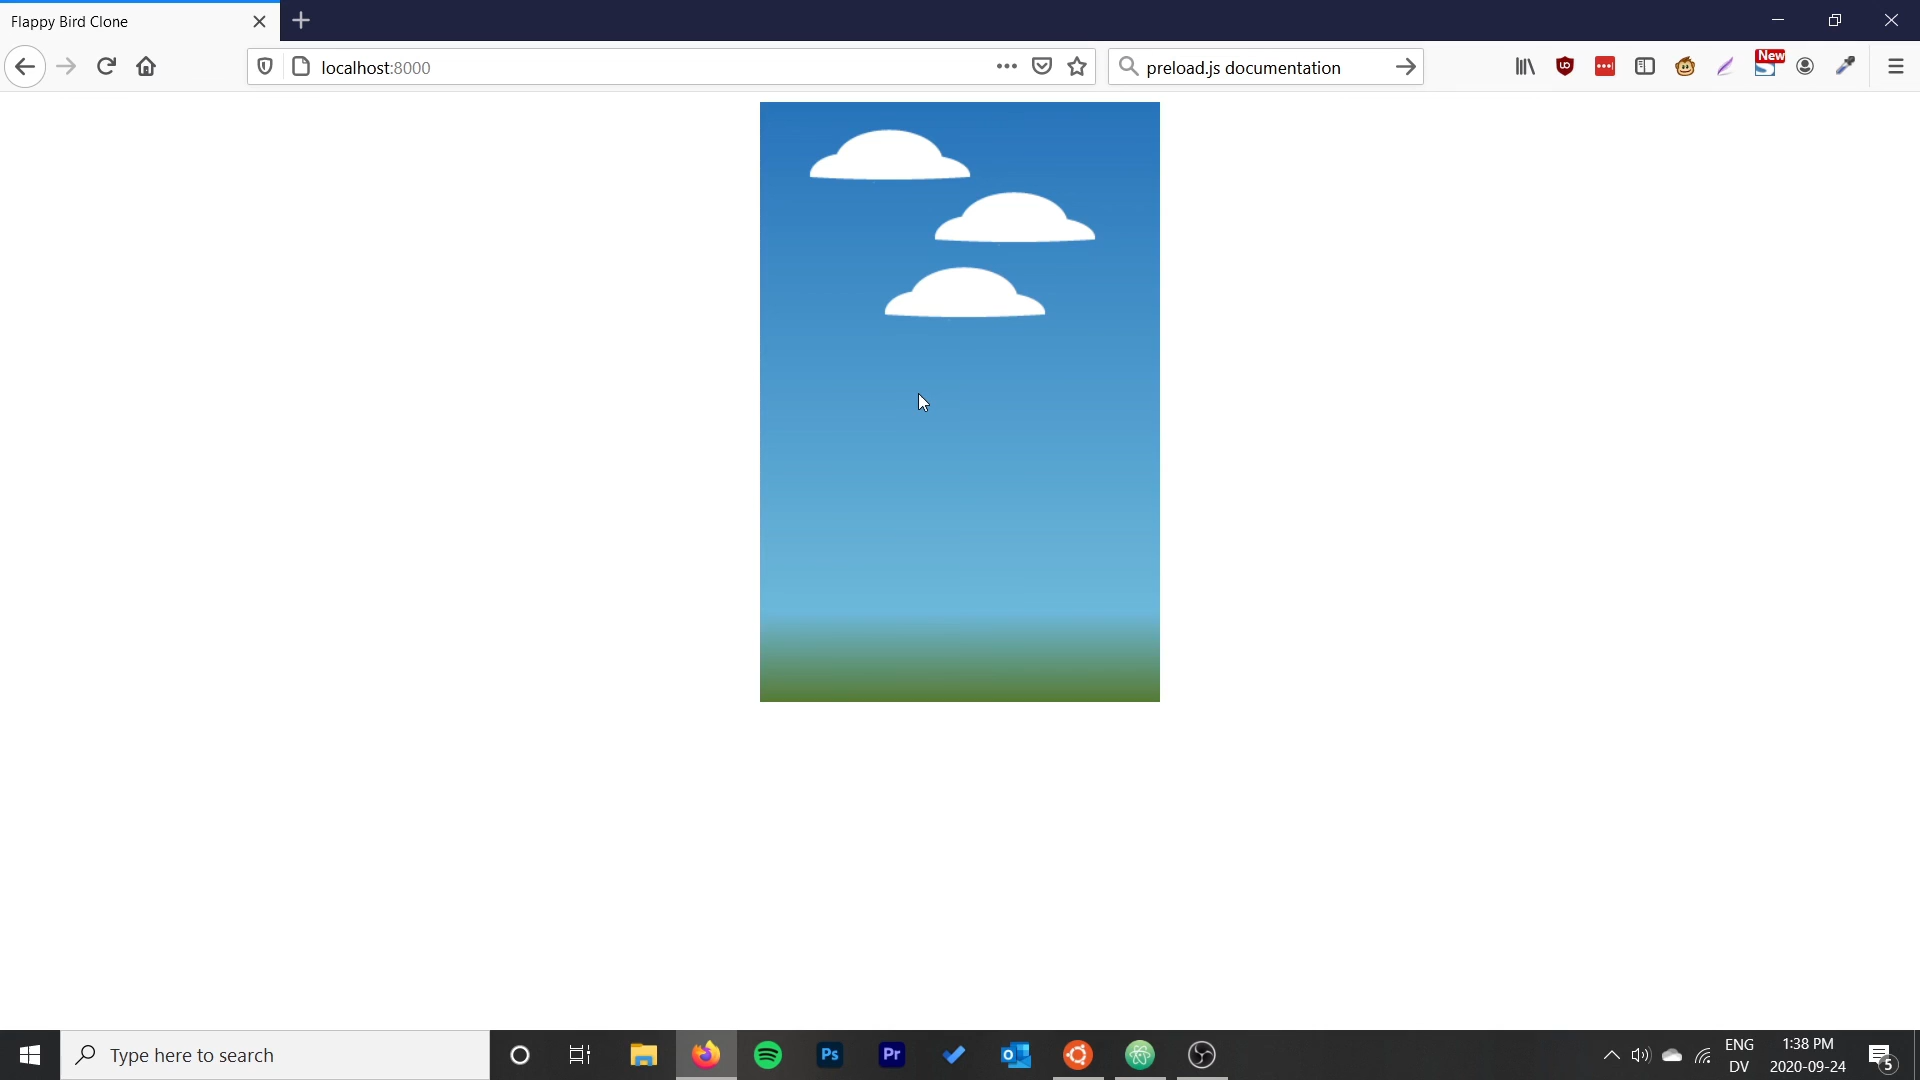 Flappy Bird Clone
localhost:8000
preload.js documentation
New
Type here to search
Ps
Pr
ENG
DV
1:38 PM
2020-09-24
5